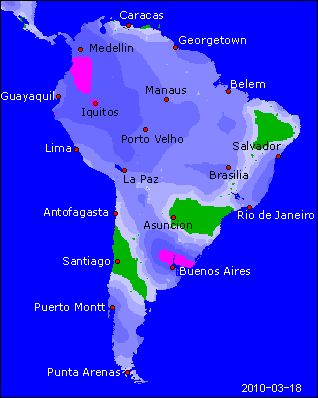 Caracas
Georgetown
Medellin
Manaus
Belem
Guayaquil
Iquitos
Porto Velho
Salvador
Lima
La Paz
Brasilia
Antofagasta
Asuncion
Rio de Janeiro
Santiago
Buenos Aires
Puerto Montt
Punta Arenas
2010-03-18